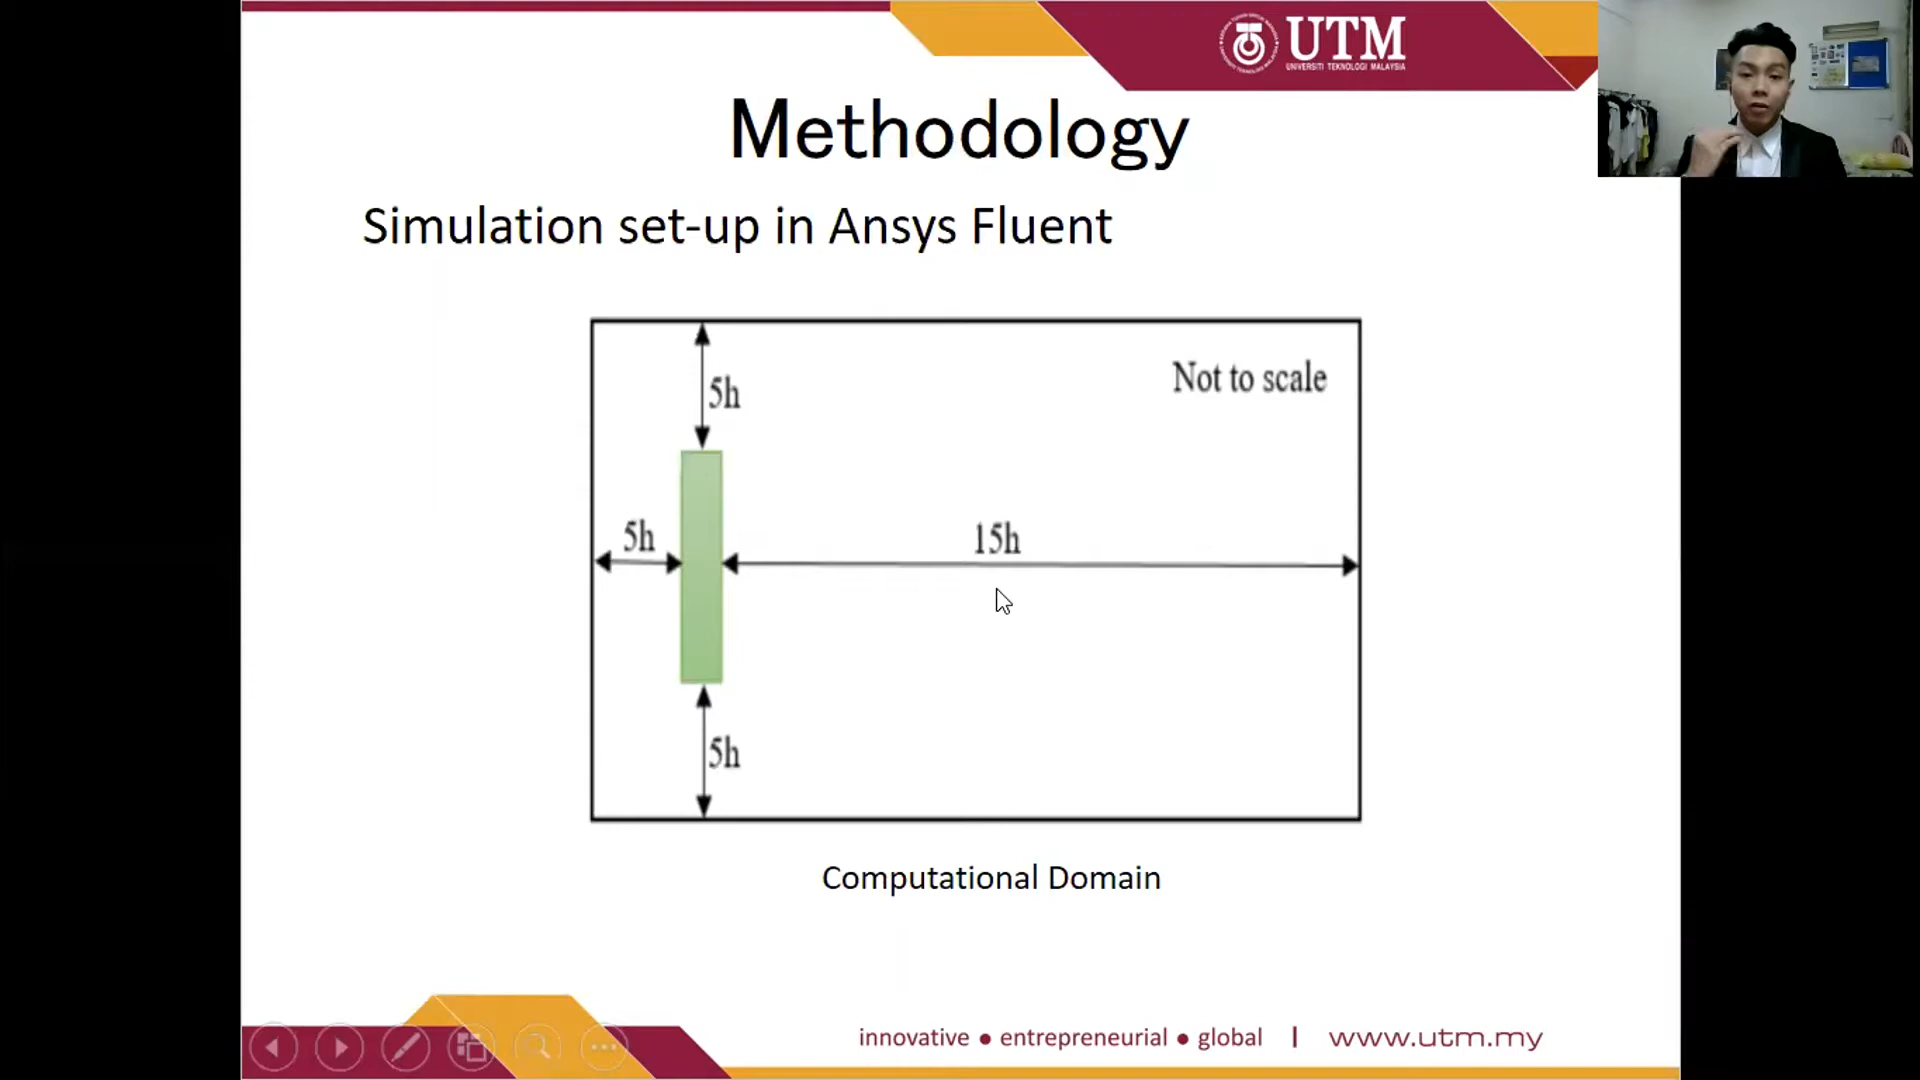 UTM
UNIVERSITI TEKNOLOGI MALAYSIA
Methodology
Simulation set-up in Ansys Fluent
5h
Not to scale
5h
15h
5h
Computational Domain
innovative ● entrepreneurial ● global | www.utm.my